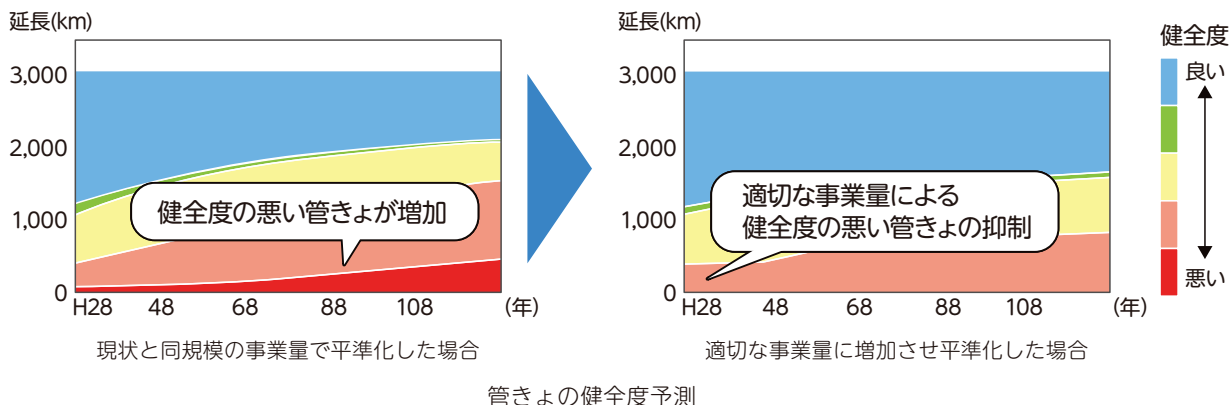 延長(km)
3,000
2,000
1,000
0
健全度の悪い管きょが増加
H28 48 68 88 108 (年)
現状と同規模の事業量で平準化した場合
延長(km)
3,000
2,000
1,000
0
適切な事業量による
健全度の悪い管きょの抑制
H28 48 68 88 108 (年)
適切な事業量に増加させ平準化した場合
健全度
良い
悪い
管きょの健全度予測